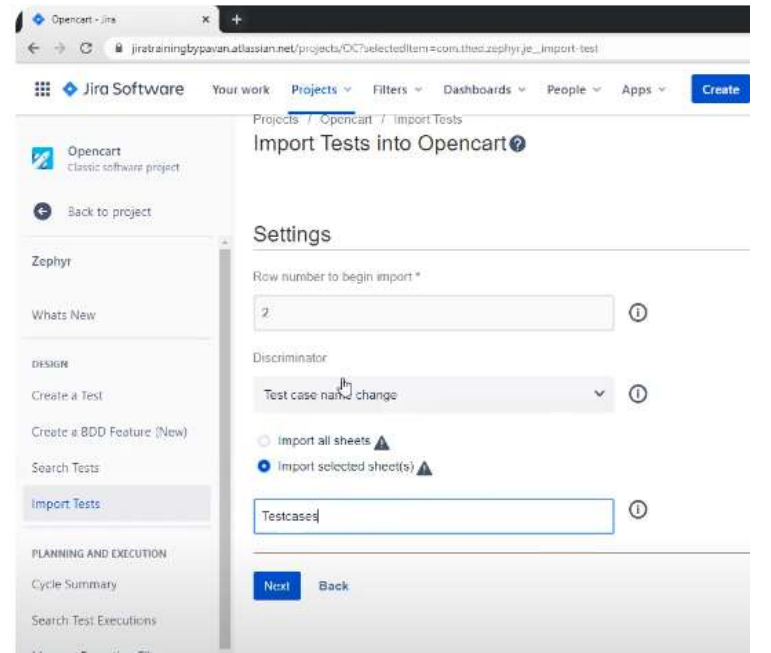 Opencart - Jira
jiratrainingbypavan.atlassian.net/projects/OC?selectedItem=com.thed.zephyr.je__import-test
Jira Software Your work Projects Filters Dashboards People Apps Create
Projects / Opencart / Import Tests
Import Tests into Opencart
Opencart
Classic software project
Back to project
Zephyr
Whats New
DESIGN
Create a Test
Create a BDD Feature (New)
Search Tests
Import Tests
PLANNING AND EXECUTION
Cycle Summary
Search Test Executions
Settings
Row number to begin import *
2
Discriminator
Test case name change
Import all sheets
Import selected sheet(s)
Testcases
Next Back